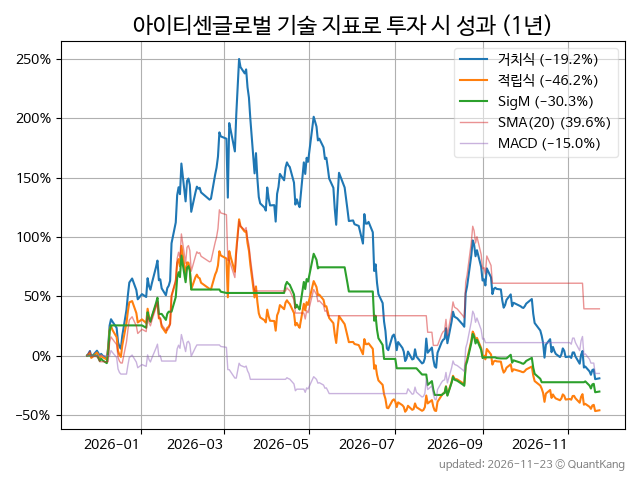 아이티센글로벌 기술 지표로 투자 시 성과 (1년)
거치식 (-19.2%)
적립식 (-46.2%)
SigM (-30.3%)
SMA(20) (39.6%)
MACD (-15.0%)
250%
200%
150%
100%
50%
0%
-50%
2026-01
2026-03
2026-05
2026-07
2026-09
2026-11
updated: 2026-11-23 © QuantKang